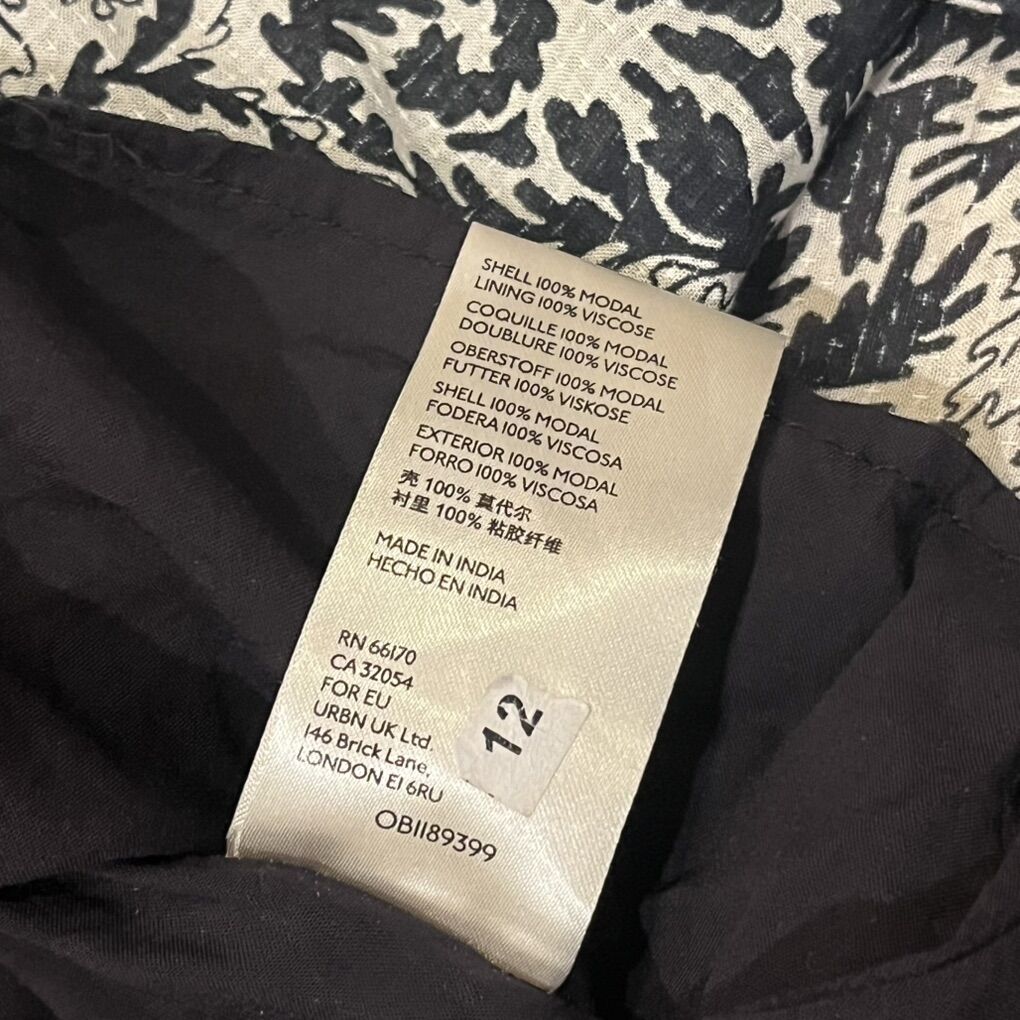 SHELL 100% MODAL
LINING 100% VISCOSE
COQUILLE 100% MODAL
DOUBLURE 100% VISCOSE
OBERSTOFF 100% MODAL
FUTTER 100% VISKOSE
SHELL 100% MODAL
FODERA 100% VISCOSA
EXTERIOR 100% MODAL
FORRO 100% VISCOSA
壳 100% 莫代尔
衬里 100% 粘胶纤维
MADE IN INDIA
HECHO EN INDIA
RN 66170
CA 32054
FOR EU
URBN UK Ltd.
146 Brick Lane,
LONDON E1 6RU
12
OB1189399